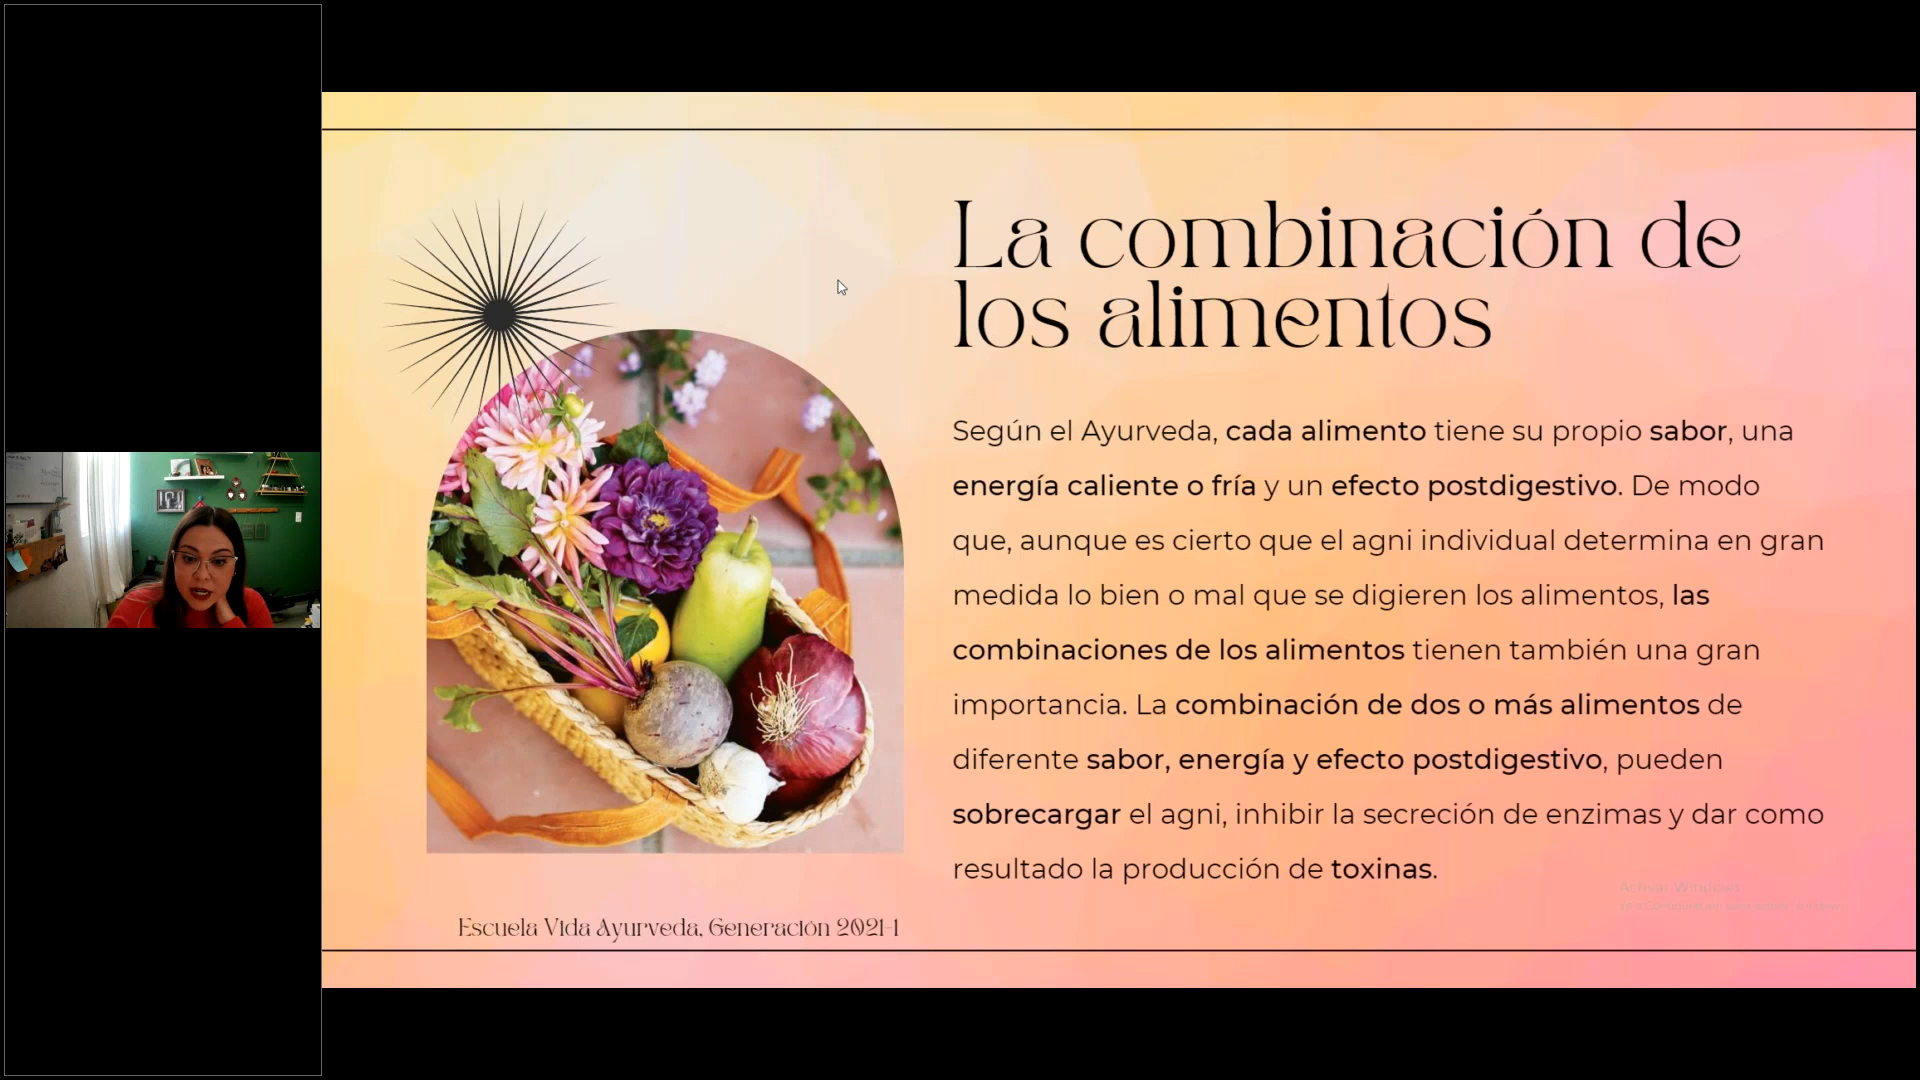 La combinación de
los alimentos
Según el Ayurveda, cada alimento tiene su propio sabor, una
energía caliente o fría y un efecto postdigestivo. De modo
que, aunque es cierto que el agni individual determina en gran
medida lo bien o mal que se digieren los alimentos, las
combinaciones de los alimentos tienen también una gran
importancia. La combinación de dos o más alimentos de
diferente sabor, energía y efecto postdigestivo, pueden
sobrecargar el agni, inhibir la secreción de enzimas y dar como
resultado la producción de toxinas.
Activar Windows
Escuela Vida Ayurveda, Generación 2021-1